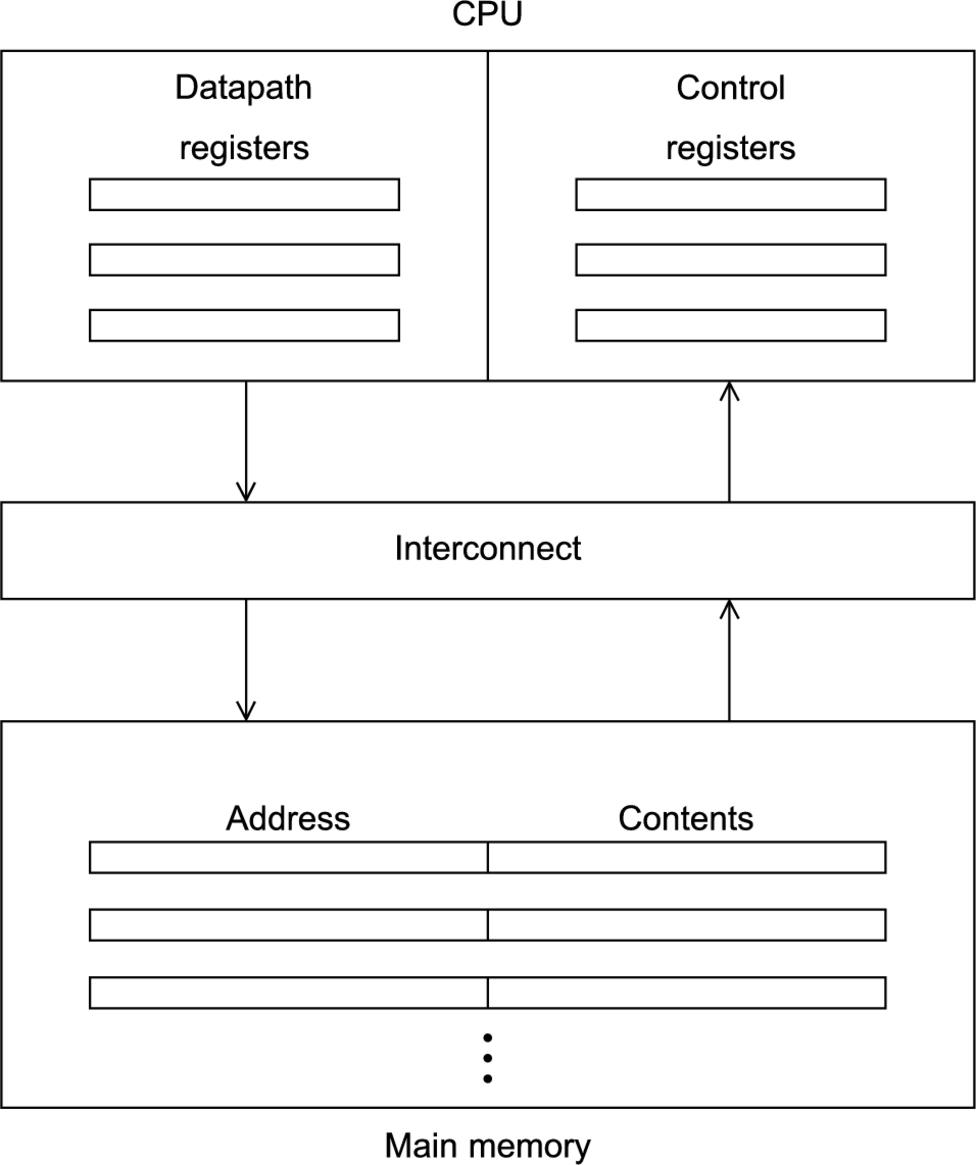 CPU
Datapath
registers
Control
registers
Interconnect
Address Contents
Main memory